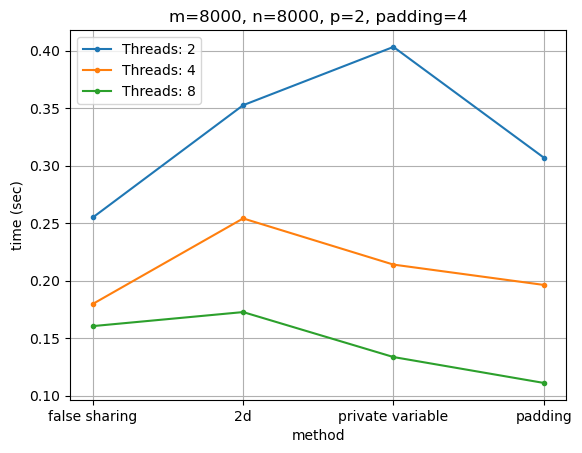 m=8000, n=8000, p=2, padding=4
Threads: 2
Threads: 4
Threads: 8
0.40
0.35
0.30
0.25
0.20
0.15
0.10
time (sec)
false sharing 2d private variable padding
method